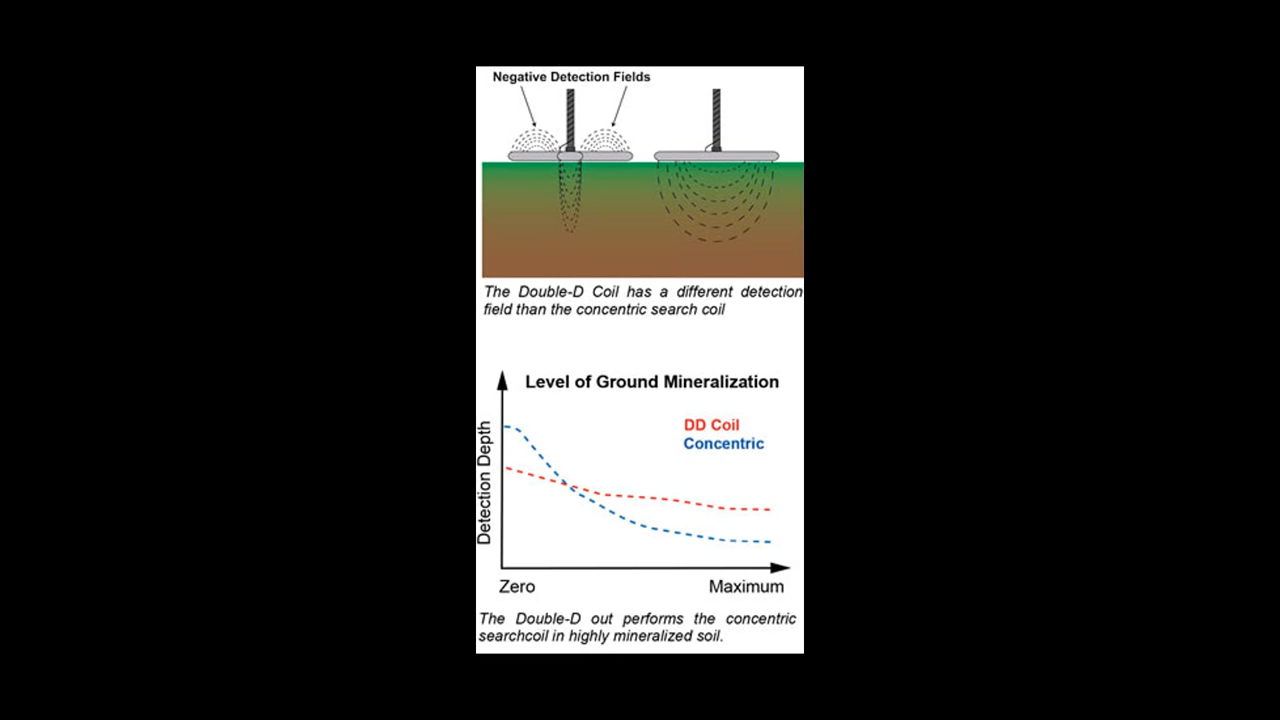 Negative Detection Fields
The Double-D Coil has a different detection
field than the concentric search coil
Level of Ground Mineralization
DD Coil
Concentric
Detection Depth
Zero
Maximum
The Double-D out performs the concentric
searchcoil in highly mineralized soil.